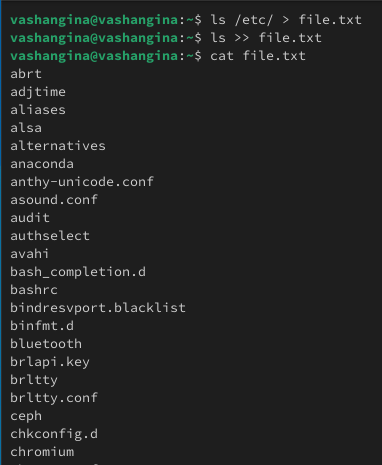 vashangina@vashangina:~$ ls /etc/ > file.txt
vashangina@vashangina:~$ ls >> file.txt
vashangina@vashangina:~$ cat file.txt
abrt
adjtime
aliases
alsa
alternatives
anaconda
anthy-unicode.conf
asound.conf
audit
authselect
avahi
bash_completion.d
bashrc
bindresvport.blacklist
binfmt.d
bluetooth
brlapi.key
brltty
brltty.conf
ceph
chkconfig.d
chromium